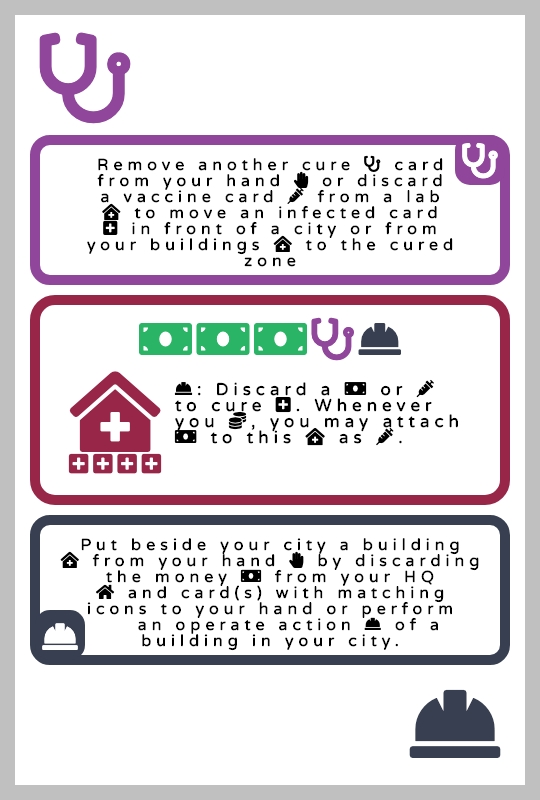 Remove another cure card
from your hand or discard
a vaccine card from a lab
to move an infected card
in front of a city or from
your buildings to the cured
zone
: Discard a or
to cure . Whenever
you , you may attach
to this as .
Put beside your city a building
from your hand by discarding
the money from your HQ
and card(s) with matching
icons to your hand or perform
an operate action of a
building in your city.